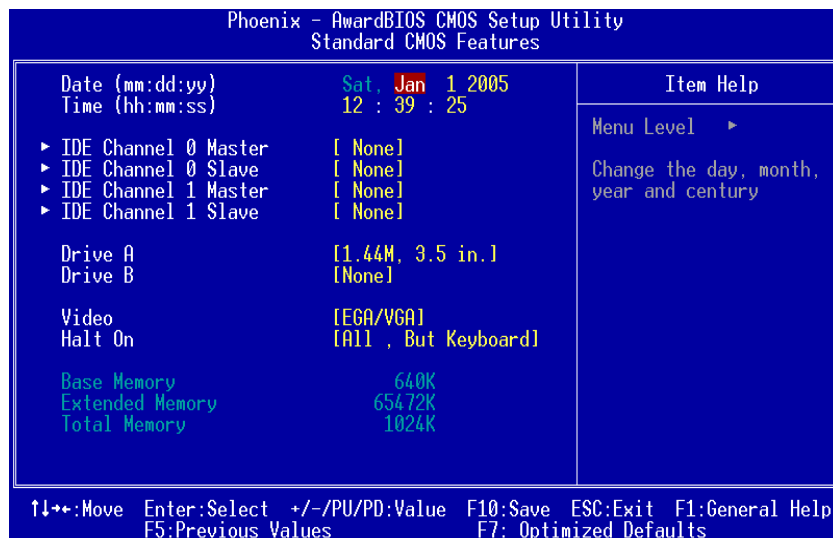 Phoenix - AwardBIOS CMOS Setup Utility
Standard CMOS Features
Date (mm:dd:yy) Sat, Jan 1 2005
Time (hh:mm:ss) 12 : 39 : 25
► IDE Channel 0 Master [ None]
► IDE Channel 0 Slave [ None]
► IDE Channel 1 Master [ None]
► IDE Channel 1 Slave [ None]
Drive A [1.44M, 3.5 in.]
Drive B [None]
Video [EGA/VGA]
Halt On [All , But Keyboard]
Base Memory 640K
Extended Memory 65472K
Total Memory 1024K
Item Help
Menu Level ►
Change the day, month,
year and century
↑↓→←:Move Enter:Select +/-/PU/PD:Value F10:Save ESC:Exit F1:General Help
F5:Previous Values F7: Optimized Defaults